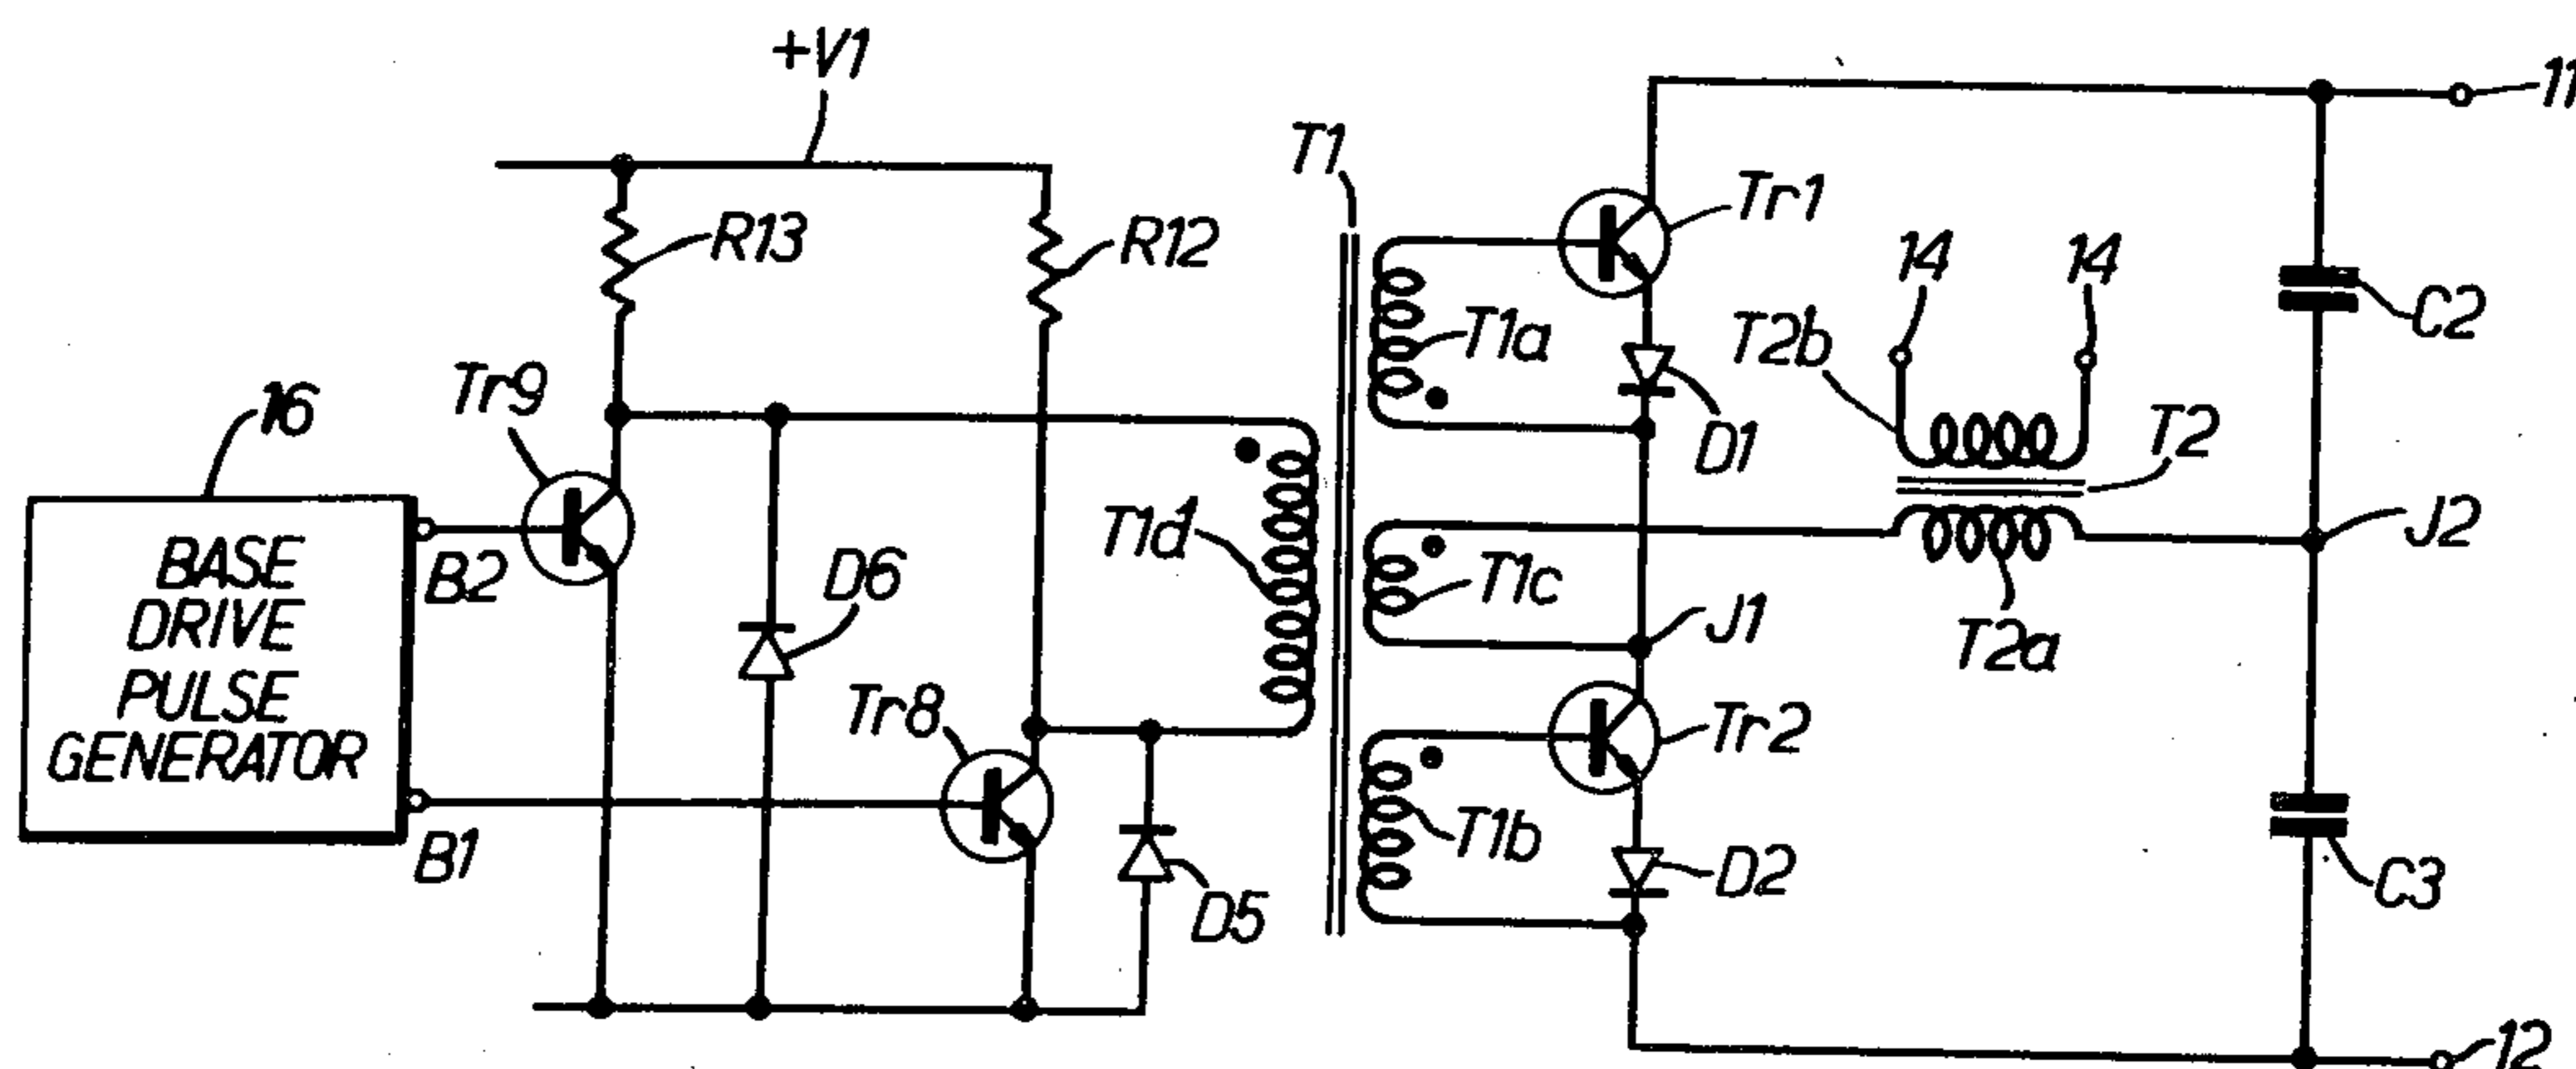 +V1
11
T1
Tr1
R13
R12
14
14
C2
T1a
T2b
Tr9
16
D1
T2
J2
T1d
BASE
DRIVE
PULSE
GENERATOR
B2
D6
T1c
J1
T2a
Tr8
Tr2
T1b
B1
D5
D2
C3
12